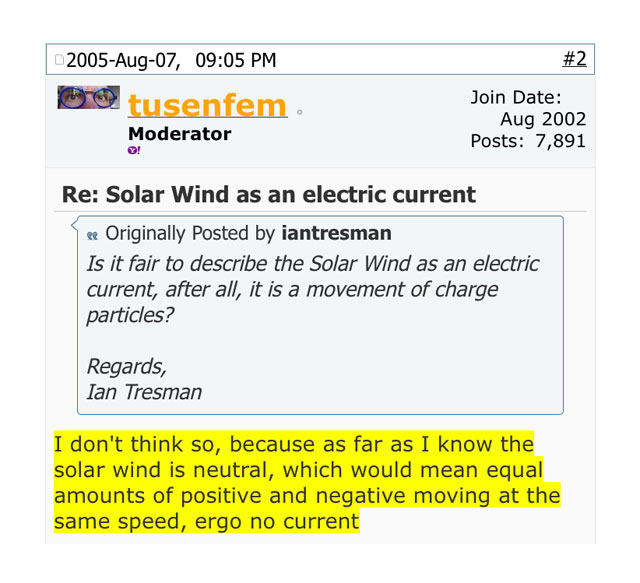 2005-Aug-07, 09:05 PM #2
tusenfem
Moderator
Y!
Join Date:
Aug 2002
Posts: 7,891
Re: Solar Wind as an electric current
Originally Posted by iantresman
Is it fair to describe the Solar Wind as an electric
current, after all, it is a movement of charge
particles?
Regards,
Ian Tresman
I don't think so, because as far as I know the
solar wind is neutral, which would mean equal
amounts of positive and negative moving at the
same speed, ergo no current